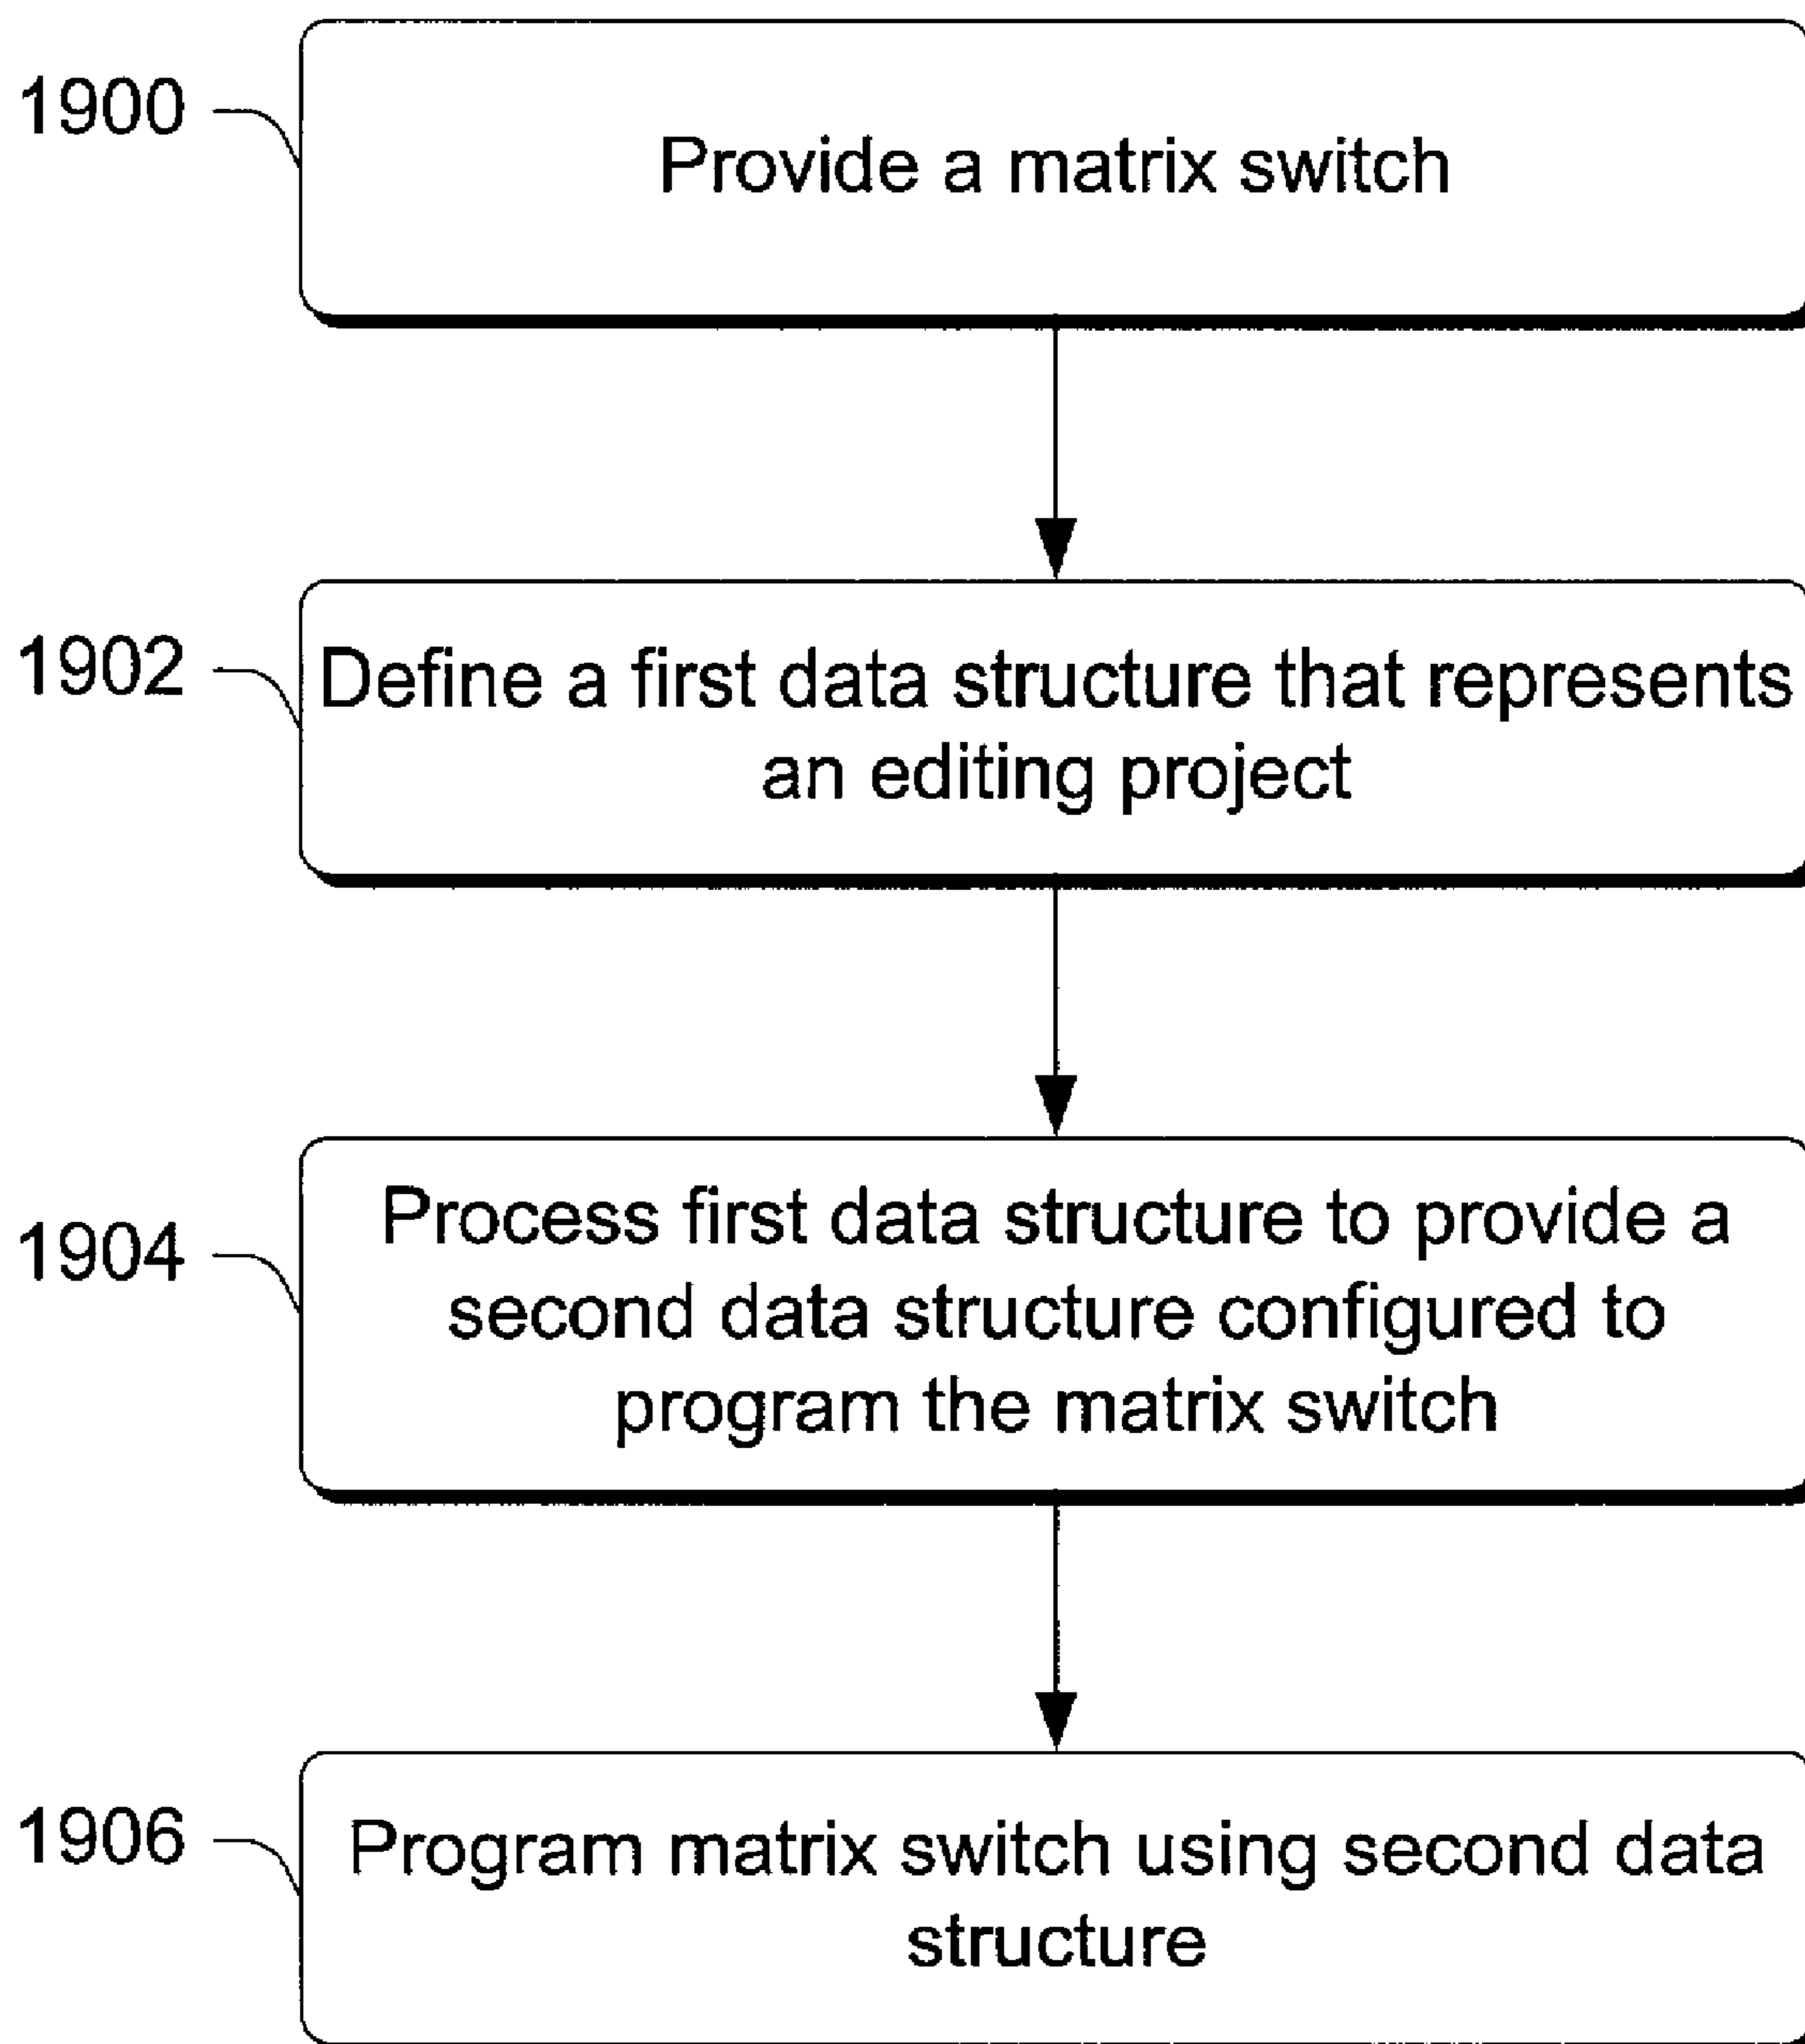 1900
Provide a matrix switch
1902
Define a first data structure that represents
an editing project
1904
Process first data structure to provide a
second data structure configured to
program the matrix switch
1906
Program matrix switch using second data
structure